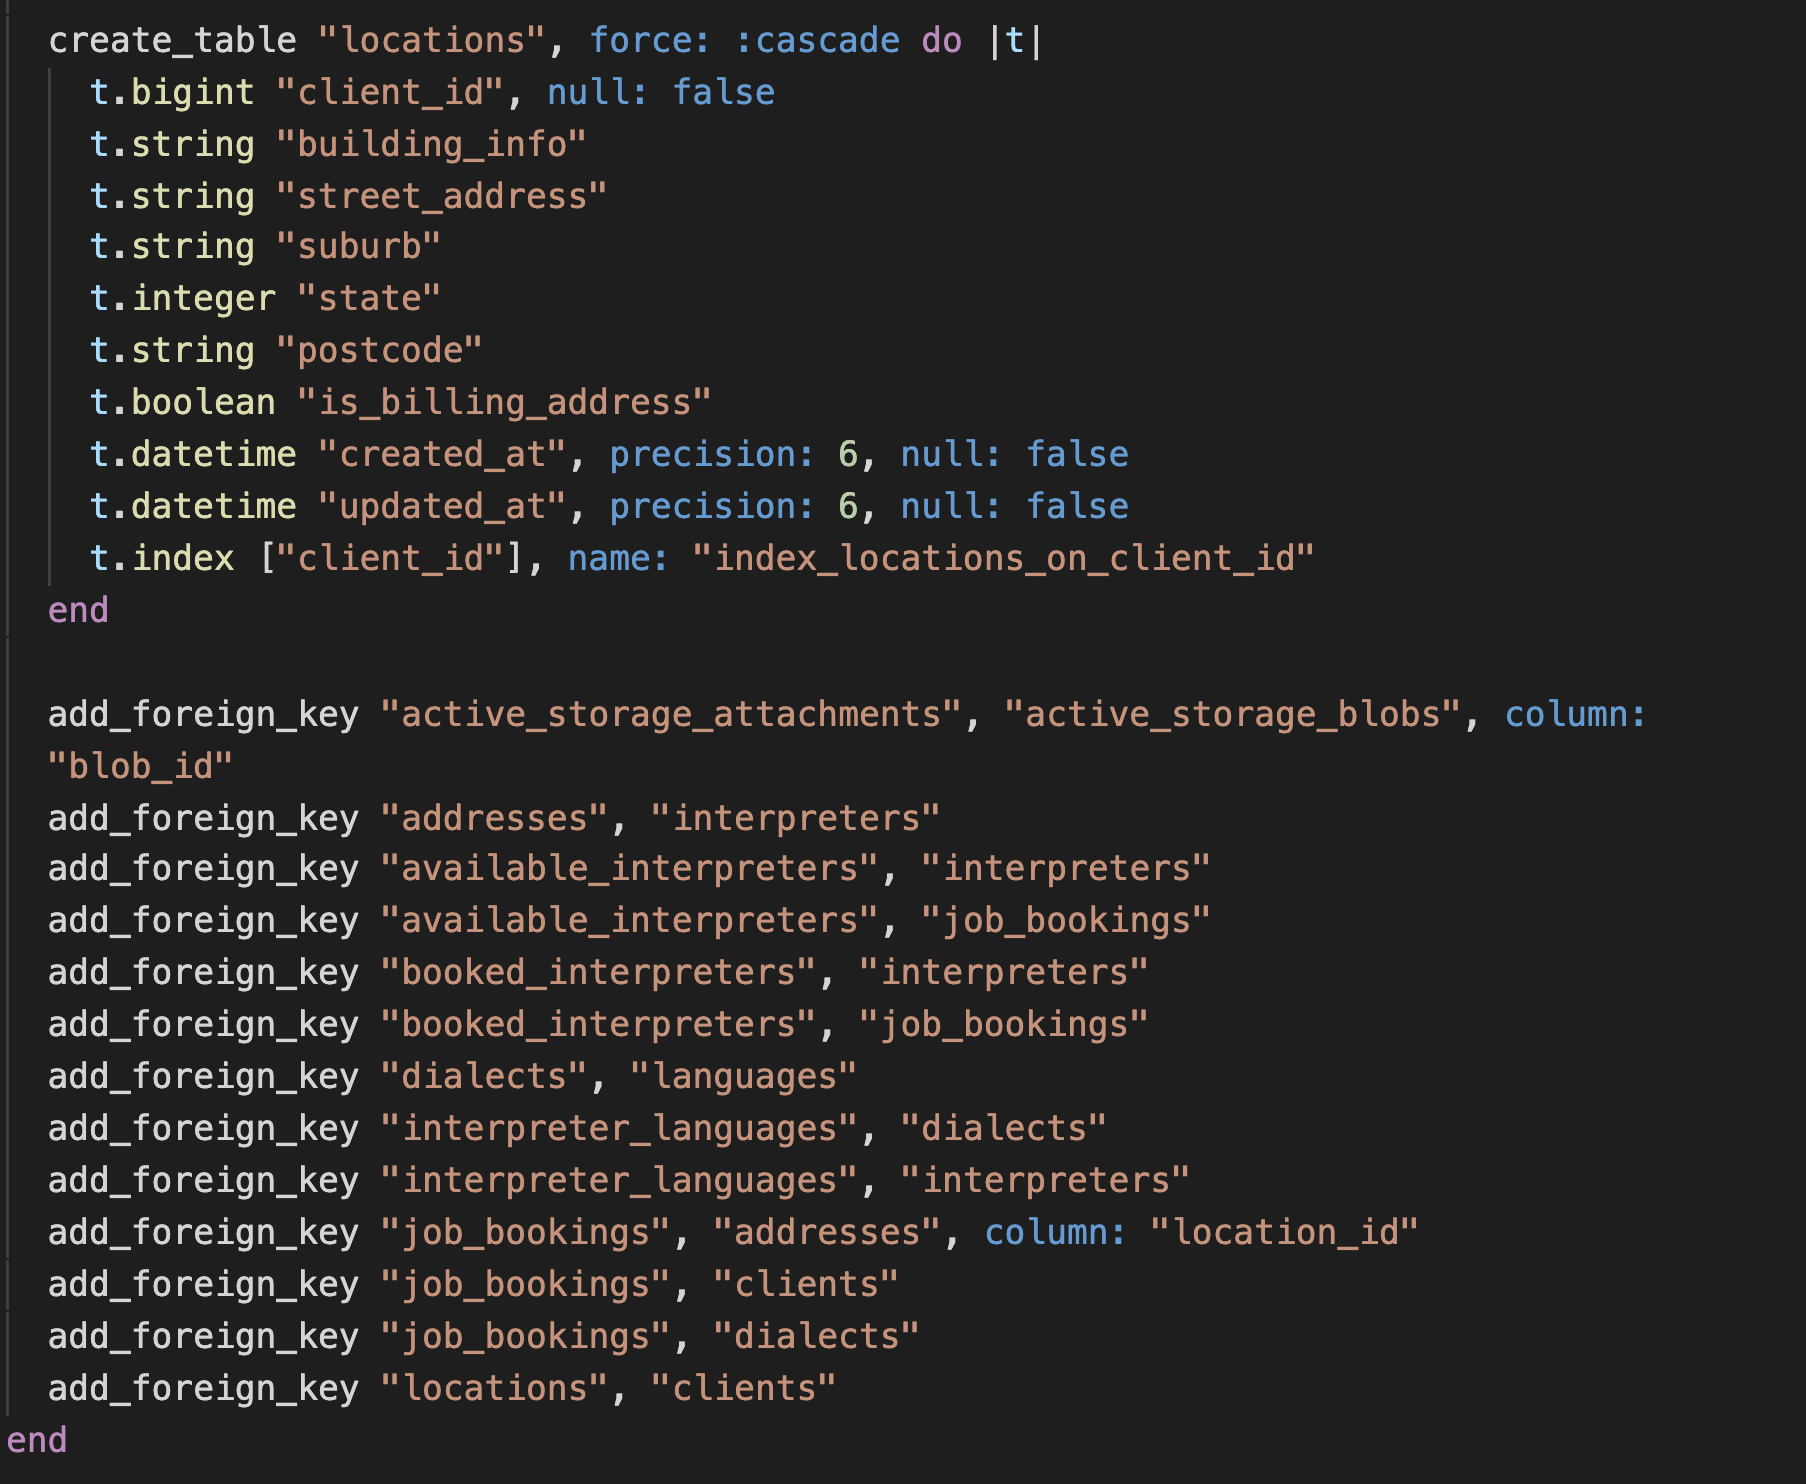 create_table "locations", force: :cascade do |t|
  t.bigint "client_id", null: false
  t.string "building_info"
  t.string "street_address"
  t.string "suburb"
  t.integer "state"
  t.string "postcode"
  t.boolean "is_billing_address"
  t.datetime "created_at", precision: 6, null: false
  t.datetime "updated_at", precision: 6, null: false
  t.index ["client_id"], name: "index_locations_on_client_id"
end
add_foreign_key "active_storage_attachments", "active_storage_blobs", column:
"blob_id"
add_foreign_key "addresses", "interpreters"
add_foreign_key "available_interpreters", "interpreters"
add_foreign_key "available_interpreters", "job_bookings"
add_foreign_key "booked_interpreters", "interpreters"
add_foreign_key "booked_interpreters", "job_bookings"
add_foreign_key "dialects", "languages"
add_foreign_key "interpreter_languages", "dialects"
add_foreign_key "interpreter_languages", "interpreters"
add_foreign_key "job_bookings", "addresses", column: "location_id"
add_foreign_key "job_bookings", "clients"
add_foreign_key "job_bookings", "dialects"
add_foreign_key "locations", "clients"
end